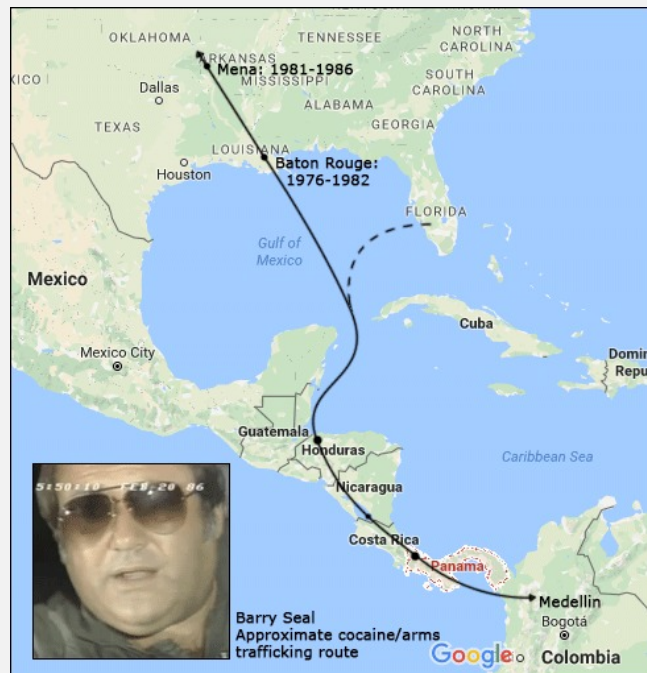 OKLAHOMA
TENNESSEE
NORTH
CAROLINA
ARKANSAS
Mena: 1981-1986
MISSISSIPPI
SOUTH
CAROLINA
Dallas
ALABAMA
TEXAS
GEORGIA
LOUISIANA
Baton Rouge:
1976-1982
Houston
FLORIDA
Gulf of
Mexico
Mexico
Cuba
Mexico City
Domin
Repu
Guatemala
Honduras
Caribbean Sea
Nicaragua
5:50:10 FEB.20 86
Costa Rica
Panama
Medellin
Bogotá
Barry Seal
Approximate cocaine/arms
trafficking route
Google
Colombia